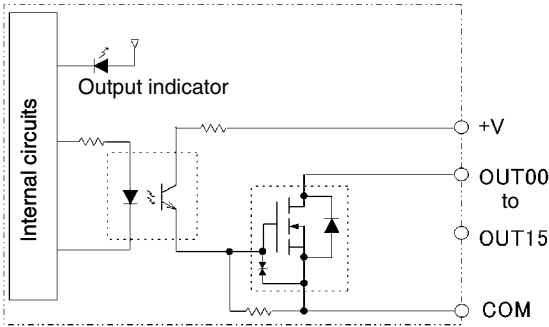 Internal circuits
Output indicator
+V
OUT00
to
OUT15
COM